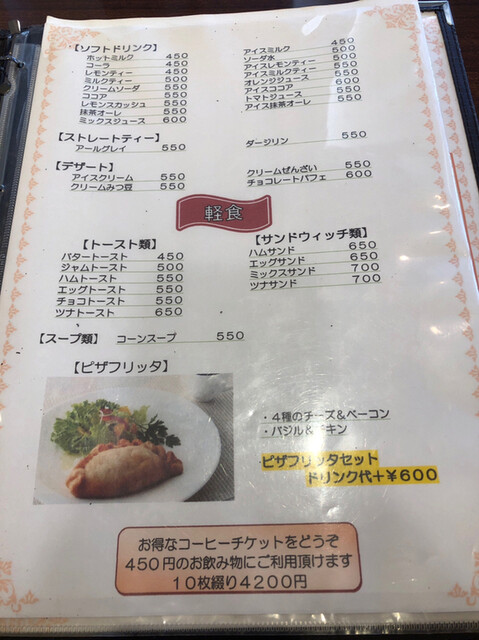 【ソフトドリンク】
ホットミルク 450
コーラ 450
レモンティー 450
ミルクティー 500
クリームソーダ 550
ココア 550
レモンスカッシュ 550
抹茶オーレ 550
ミックスジュース 600
アイスミルク 450
ソーダ水 500
アイスレモンティー 500
アイスミルクティー 550
オレンジジュース 600
アイスココア 550
トマトジュース 550
アイス抹茶オーレ 550
【ストレートティー】
アールグレイ 550
ダージリン 550
【デザート】
アイスクリーム 550
クリームみつ豆 550
クリームぜんざい 550
チョコレートパフェ 600
軽食
【トースト類】
バタートースト 450
ジャムトースト 500
ハムトースト 550
エッグトースト 550
チョコトースト 550
ツナトースト 600
【サンドウィッチ類】
ハムサンド 650
エッグサンド 650
ミックスサンド 700
ツナサンド 700
【スープ類】 コーンスープ 550
【ピザフリッタ】
・4種のチーズ&ベーコン
・バジル&チキン
ピザフリッタセット
ドリンク代+¥600
お得なコーヒーチケットをどうぞ
450円のお飲み物にご利用頂けます
10枚綴り4200円